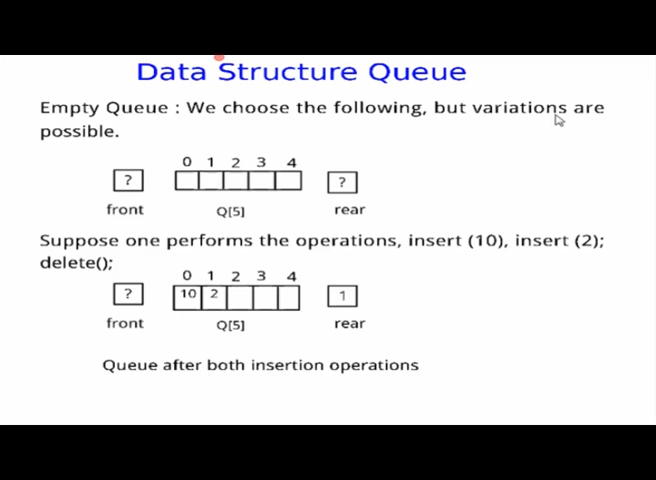 Data Structure Queue
Empty Queue : We choose the following, but variations are
possible.
0 1 2 3 4
? ?
front Q[5] rear
Suppose one performs the operations, insert (10), insert (2);
delete();
0 1 2 3 4
? 10 2 1
front Q[5] rear
Queue after both insertion operations